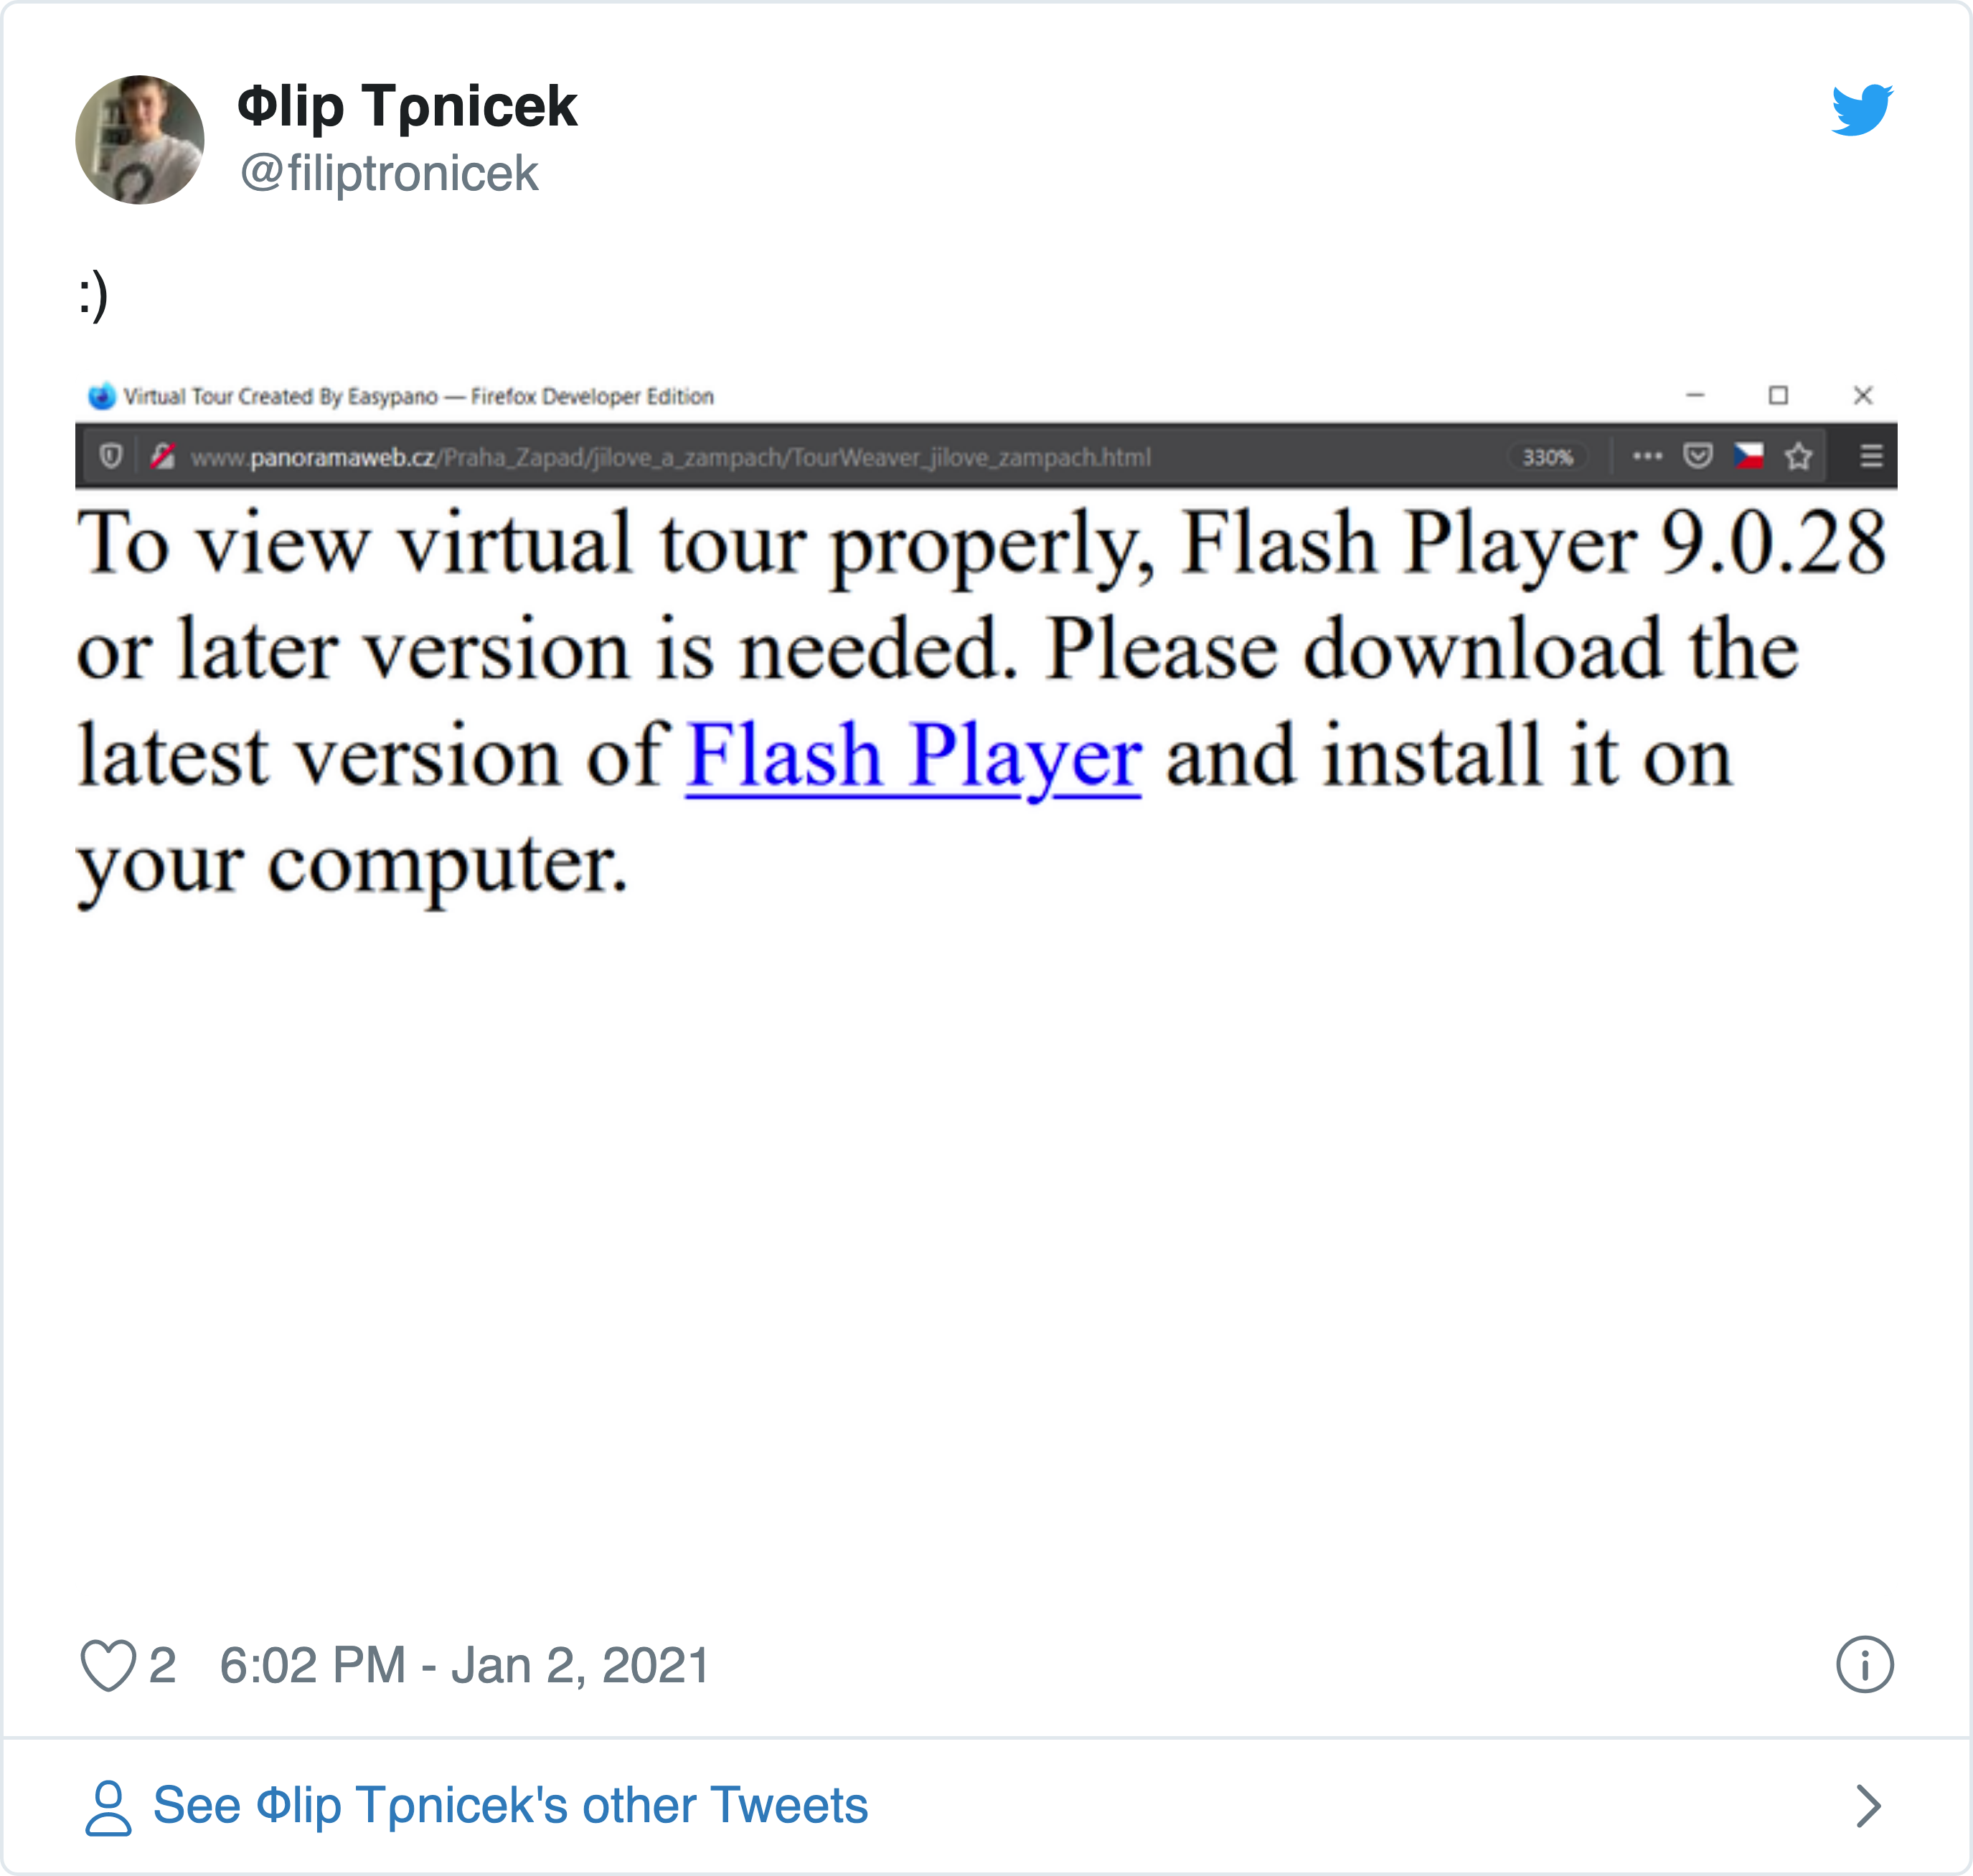 Φlip Tρnicek
@filiptronicek
:)
Virtual Tour Created By Easypano — Firefox Developer Edition
www.panoramaweb.cz/Praha_Zapad/jilove_a_zampach/TourWeaver_jilove_zampach.html 330%
To view virtual tour properly, Flash Player 9.0.28
or later version is needed. Please download the
latest version of Flash Player and install it on
your computer.
2 6:02 PM - Jan 2, 2021
See Φlip Tρnicek's other Tweets